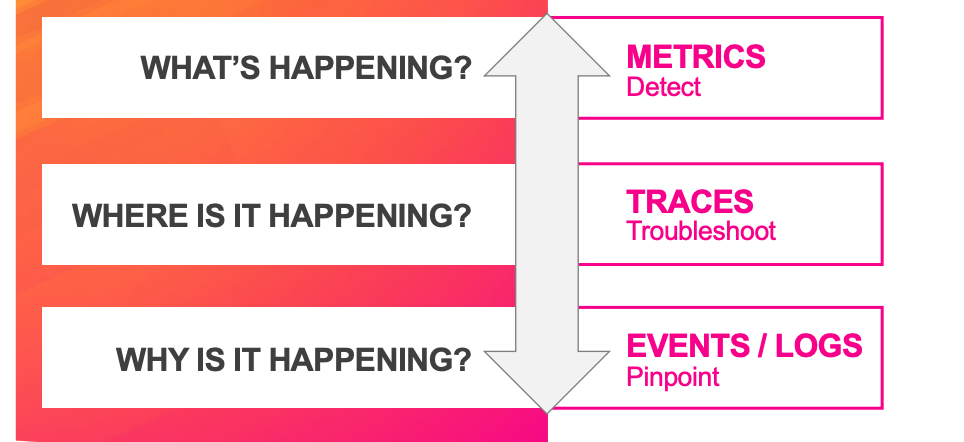 WHAT’S HAPPENING?
METRICS
Detect
WHERE IS IT HAPPENING?
TRACES
Troubleshoot
WHY IS IT HAPPENING?
EVENTS / LOGS
Pinpoint